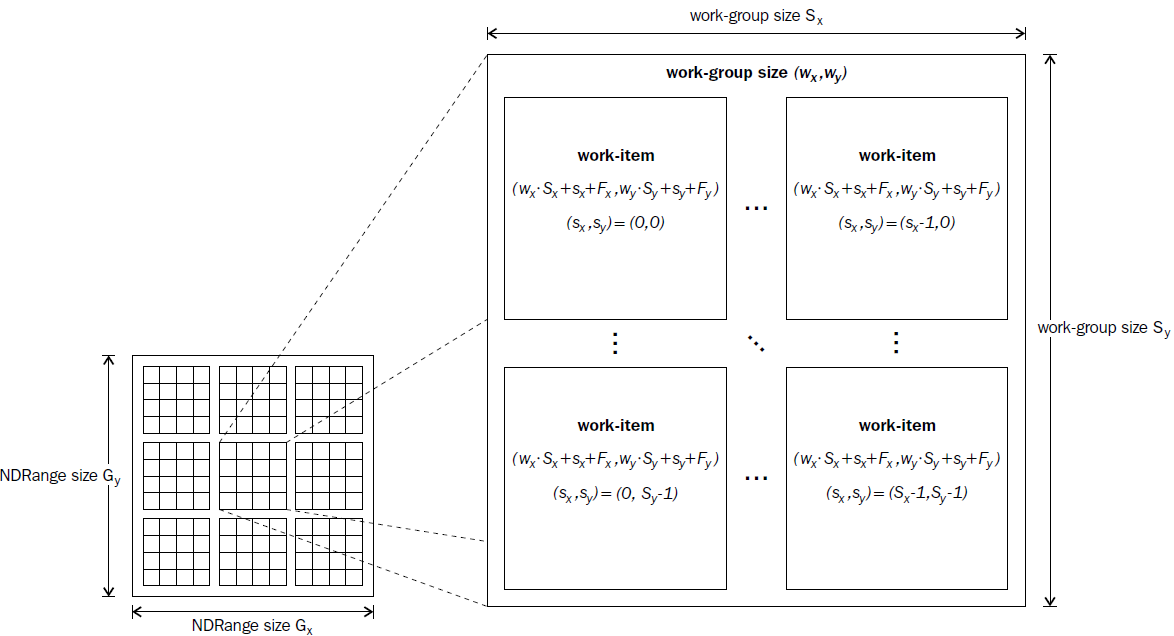 work-group size Sx
work-group size (wx,wy)
work-item
work-item
(wx·Sx+sx+Fx,wy·Sy+sy+Fy)
(wx·Sx+sx+Fx,wy·Sy+sy+Fy)
...
(sx,sy)=(0,0)
(sx,sy)=(sx-1,0)
work-group size Sy
work-item
work-item
(wx·Sx+sx+Fx,wy·Sy+sy+Fy)
(wx·Sx+sx+Fx,wy·Sy+sy+Fy)
NDRange size Gy
...
(sx,sy)=(0, Sy-1)
(sx,sy)=(Sx-1,Sy-1)
NDRange size Gx